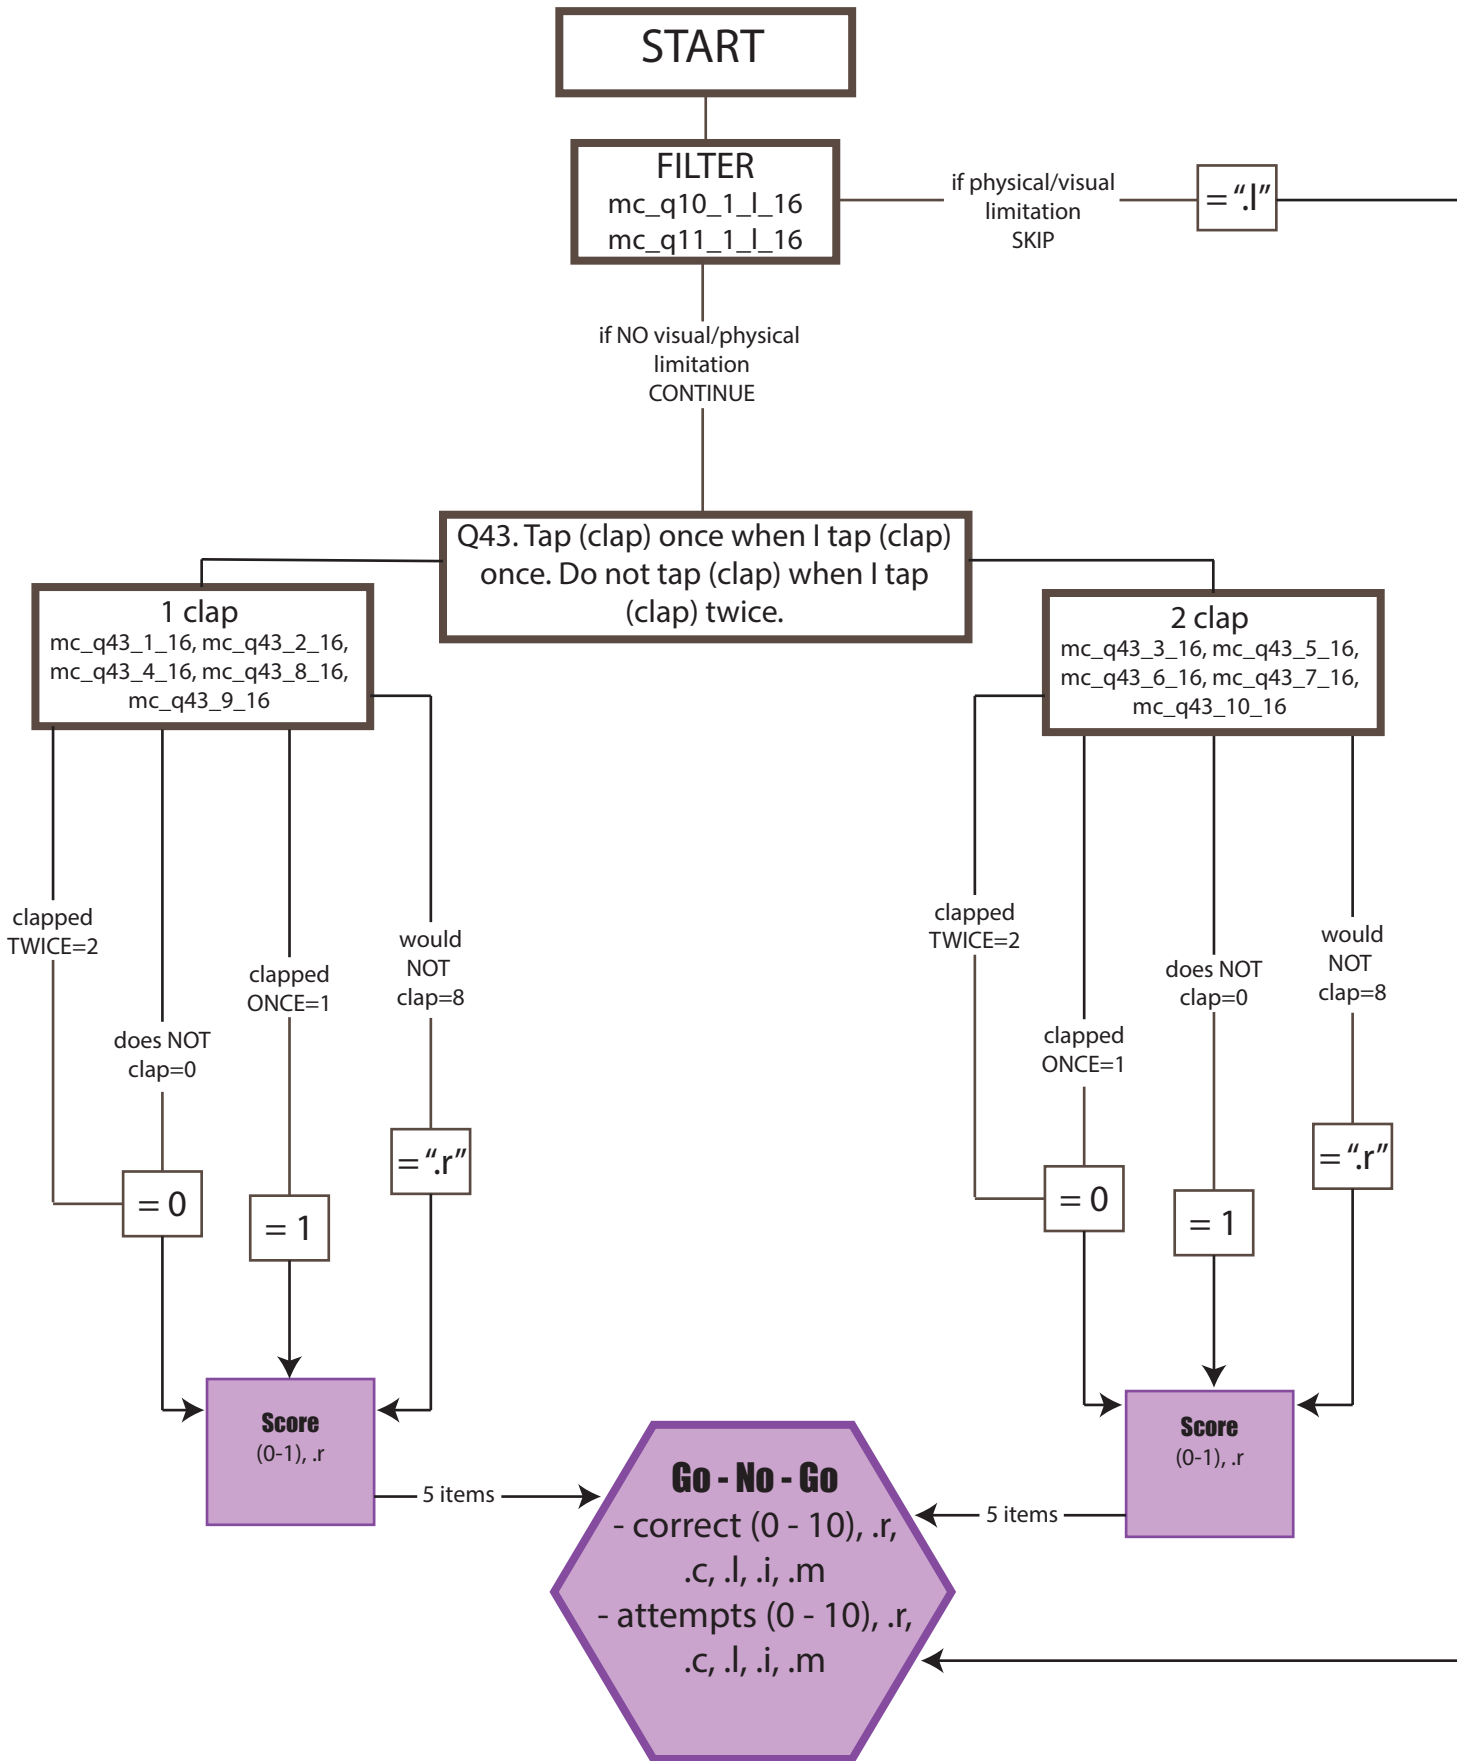 START
FILTER
mc_q10_1_l_16
mc_q11_1_l_16
if physical/visual
limitation
SKIP
= “.l”
if NO visual/physical
limitation
CONTINUE
Q43. Tap (clap) once when I tap (clap)
once. Do not tap (clap) when I tap
(clap) twice.
1 clap
mc_q43_1_16, mc_q43_2_16,
mc_q43_4_16, mc_q43_8_16,
mc_q43_9_16
2 clap
mc_q43_3_16, mc_q43_5_16,
mc_q43_6_16, mc_q43_7_16,
mc_q43_10_16
clapped
TWICE=2
does NOT
clap=0
clapped
ONCE=1
would
NOT
clap=8
= 0
= 1
= “.r”
clapped
TWICE=2
clapped
ONCE=1
does NOT
clap=0
would
NOT
clap=8
= 0
= 1
= “.r”
Score
(0-1), .r
5 items
Score
(0-1), .r
5 items
Go - No - Go
- correct (0 - 10), .r,
.c, .l, .i, .m
- attempts (0 - 10), .r,
.c, .l, .i, .m